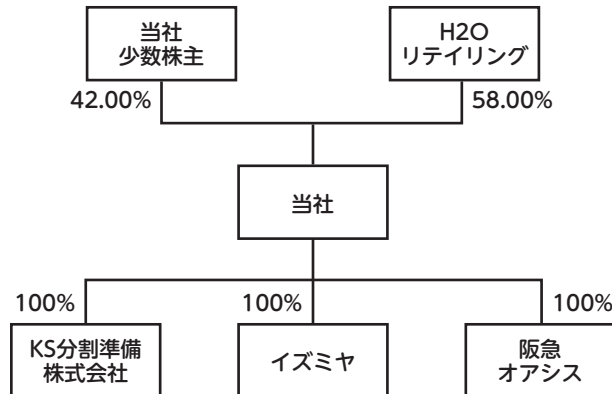 当社
少数株主
H2O
リテイリング
42.00%
58.00%
当社
100%
100%
100%
KS分割準備
株式会社
イズミヤ
阪急
オアシス